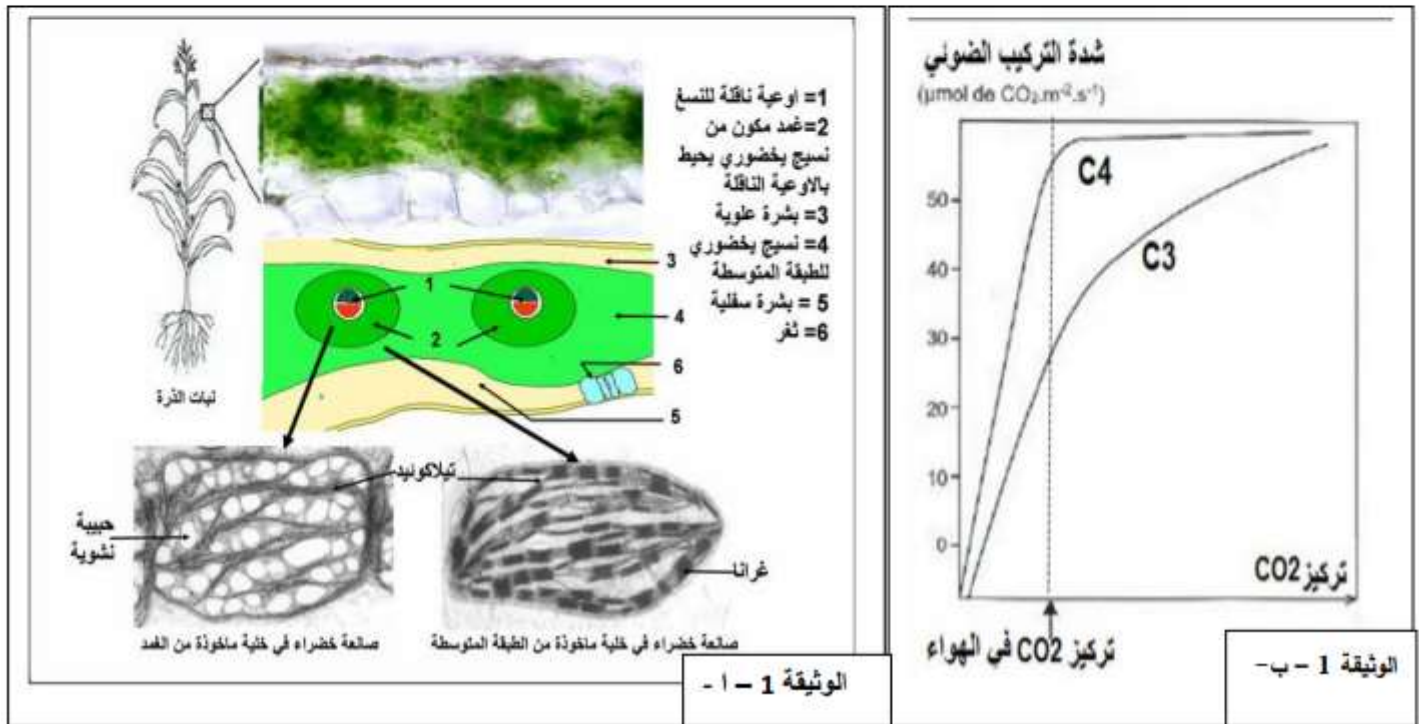 1= اوعية ناقلة للنسغ
2=غمد مكون من
نسيج يخضوري يحيط
بالاوعية الناقلة
3= بشرة علوية
4= نسيج يخضوري
للطبقة المتوسطة
5 = بشرة سفلية
6= ثغر
3
1
4
2
6
5
نبات الذرة
تيلاكوئيد
حبيبة
نشوية
غرانا
صانعة خضراء في خلية ماخوذة من الغمد
صانعة خضراء في خلية ماخوذة من الطبقة المتوسطة
الوثيقة 1 – ا -
شدة التركيب الضوئي
(µmol de CO₂.m⁻².s⁻¹)
50
40
30
20
10
0
C4
C3
تركيز CO2
تركيز CO2 في الهواء
الوثيقة 1 – ب-